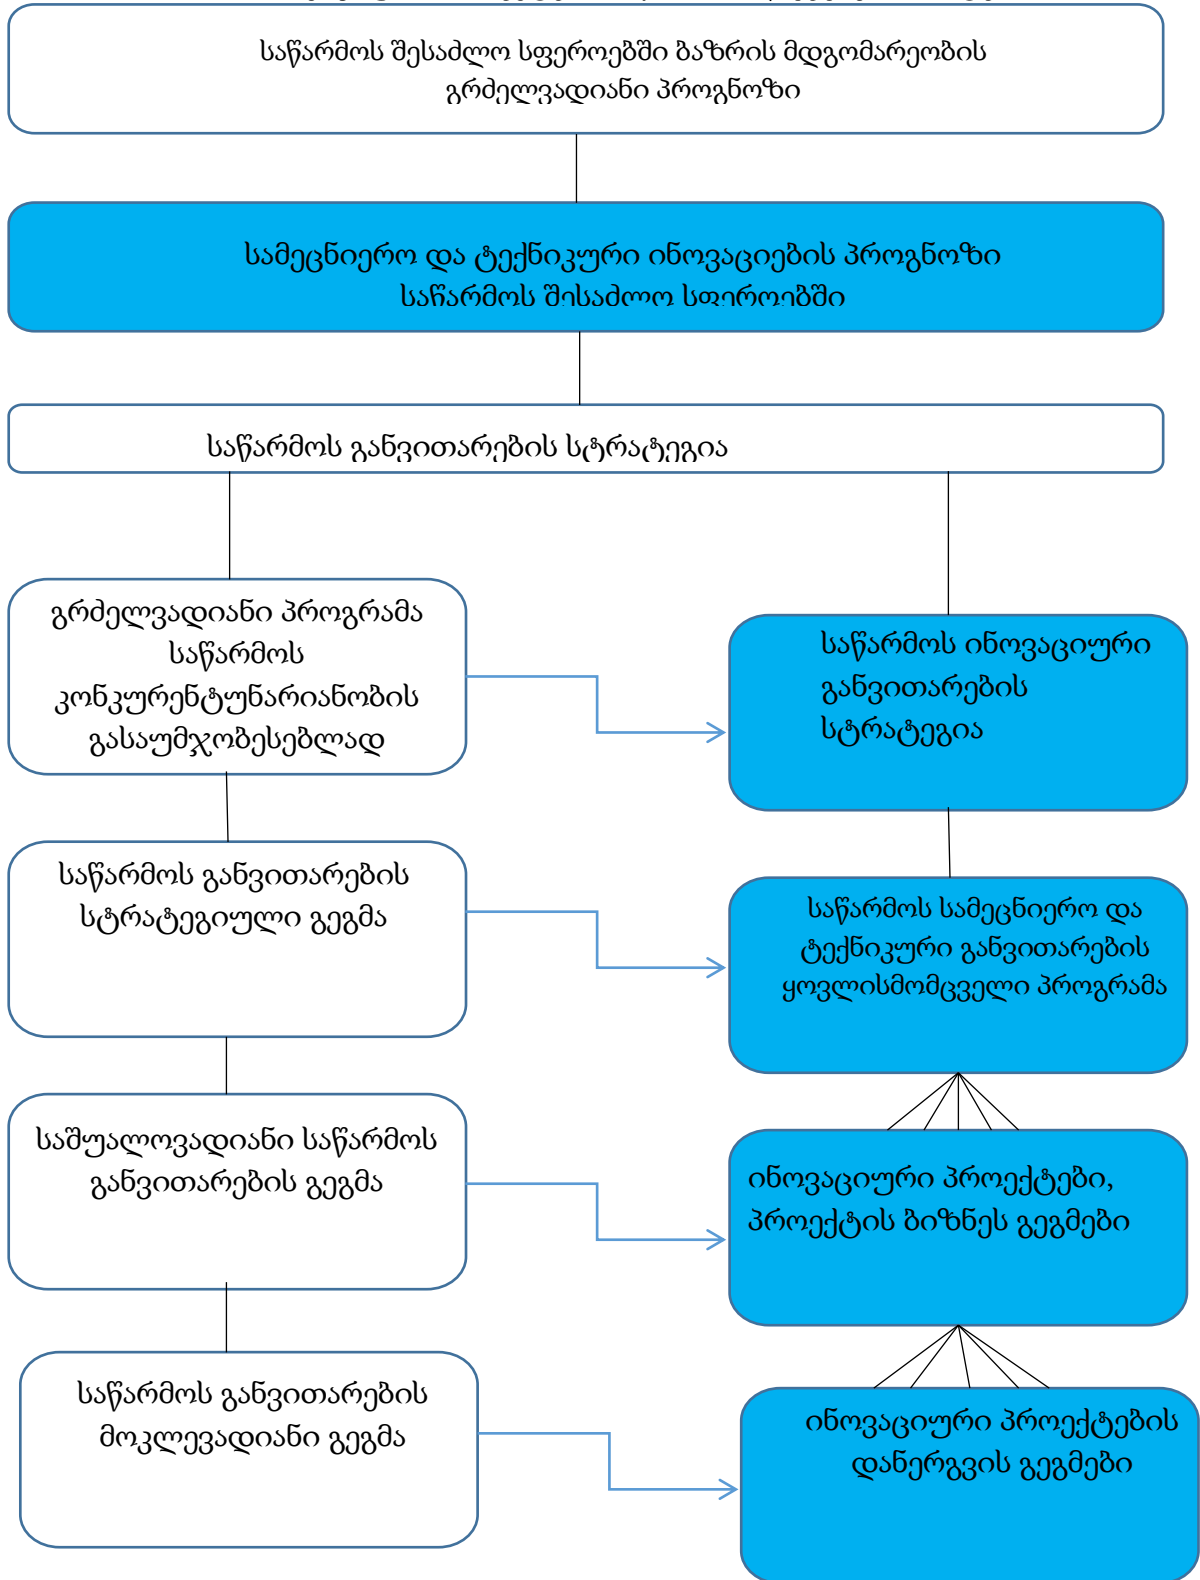 საწარმოს შესაძლო სფეროებში ბაზრის მდგომარეობის
გრძელვადიანი პროგნოზი
სამეცნიერო და ტექნიკური ინოვაციების პროგნოზი
საწარმოს შესაძლო სფეროებში
საწარმოს განვითარების სტრატეგია
გრძელვადიანი პროგრამა
საწარმოს
კონკურენტუნარიანობის
გასაუმჯობესებლად
საწარმოს ინოვაციური
განვითარების
სტრატეგია
საწარმოს განვითარების
სტრატეგიული გეგმა
საწარმოს სამეცნიერო და
ტექნიკური განვითარების
ყოვლისმომცველი პროგრამა
საშუალოვადიანი საწარმოს
განვითარების გეგმა
ინოვაციური პროექტები,
პროექტის ბიზნეს გეგმები
საწარმოს განვითარების
მოკლევადიანი გეგმა
ინოვაციური პროექტების
დანერგვის გეგმები